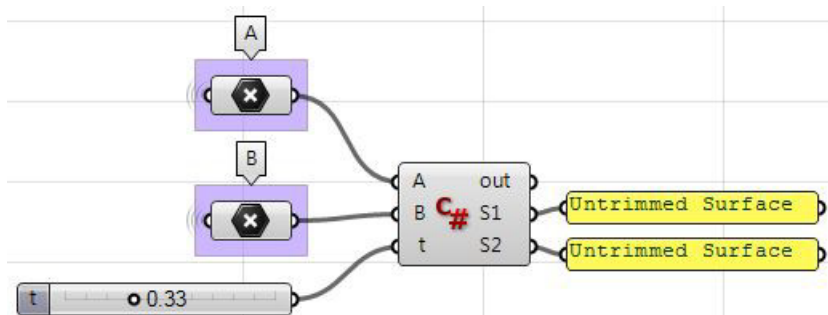 A
B
A out
B C# S1
t S2
Untrimmed Surface
Untrimmed Surface
t 0.33